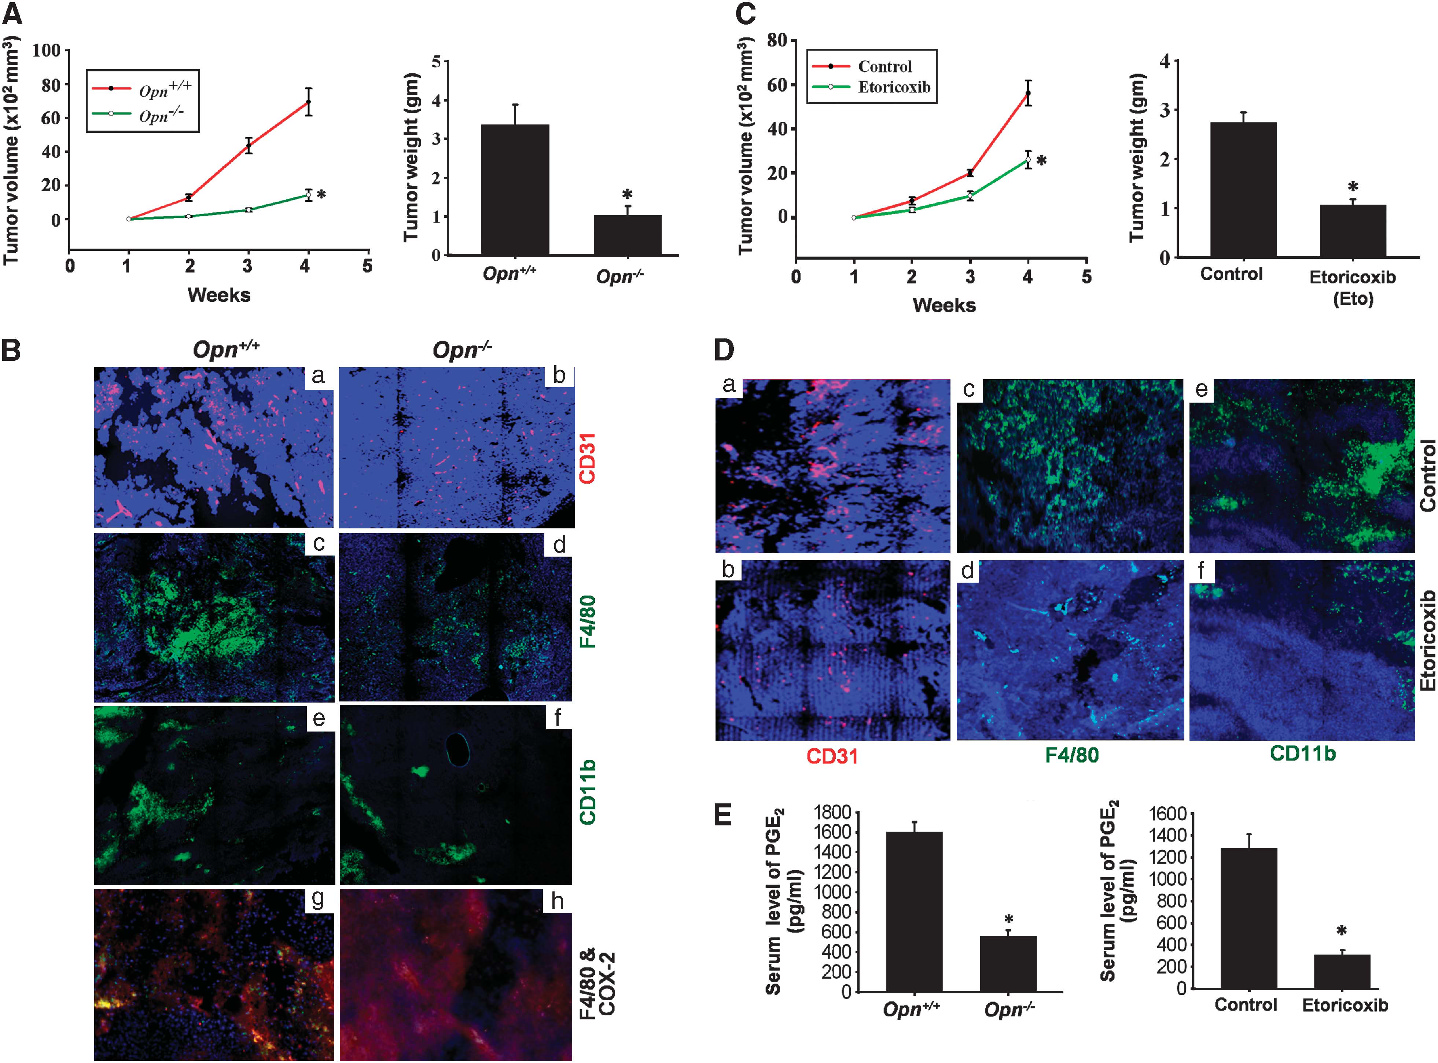 A
Tumor volume (x10² mm³)
100
80
60
40
20
0
Opn+/+
Opn-/-
*
0 1 2 3 4 5
Weeks
Tumor weight (gm)
5
4
3
2
1
0
*
Opn+/+ Opn-/-
C
Tumor volume (x10² mm³)
80
60
40
20
0
Control
Etoricoxib
*
0 1 2 3 4 5
Weeks
Tumor weight (gm)
4
3
2
1
0
*
Control Etoricoxib
(Eto)
B
Opn+/+ Opn-/-
a b
CD31
c d
F4/80
e f
CD11b
g h
F4/80 &
COX-2
D
a c e
Control
b d f
Etoricoxib
CD31 F4/80 CD11b
E
Serum level of PGE₂
(pg/ml)
1800
1600
1400
1200
1000
800
600
400
200
0
*
Opn+/+ Opn-/-
Serum level of PGE₂
(pg/ml)
1600
1400
1200
1000
800
600
400
200
0
*
Control Etoricoxib